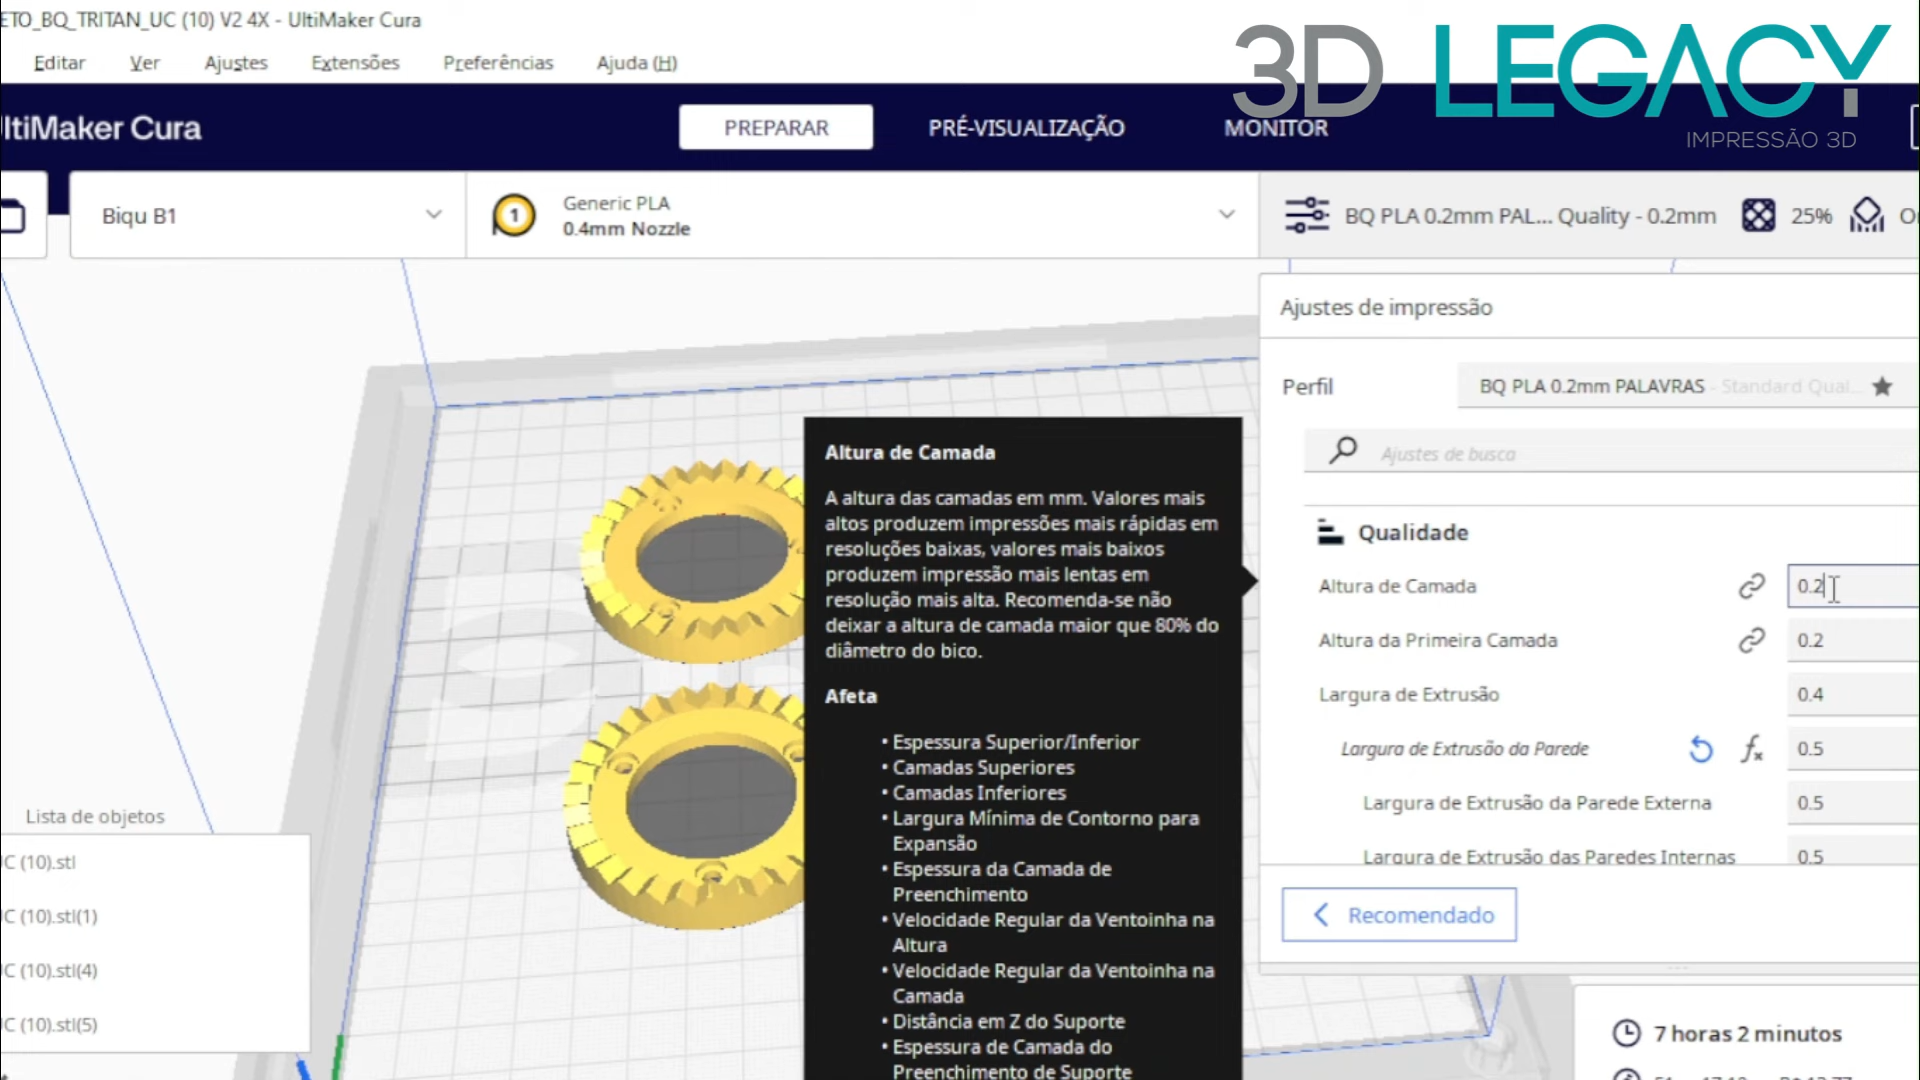 ETO_BQ_TRITAN_UC (10) V2 4X - UltiMaker Cura
3D LEGACY
IMPRESSÃO 3D
Editar Ver Ajustes Extensões Preferências Ajuda (H)
ltiMaker Cura
PREPARAR PRÉ-VISUALIZAÇÃO MONITOR
Biqu B1
1
Generic PLA
0.4mm Nozzle
BQ PLA 0.2mm PAL... Quality - 0.2mm 25%
Ajustes de impressão
Perfil BQ PLA 0.2mm PALAVRAS - Standard Qual...
Ajustes de busca
Qualidade
Altura de Camada 0.2
Altura da Primeira Camada 0.2
Largura de Extrusão 0.4
Largura de Extrusão da Parede 0.5
Largura de Extrusão da Parede Externa 0.5
Largura de Extrusão das Paredes Internas 0.5
Recomendado
Altura de Camada
A altura das camadas em mm. Valores mais
altos produzem impressões mais rápidas em
resoluções baixas, valores mais baixos
produzem impressão mais lentas em
resolução mais alta. Recomenda-se não
deixar a altura de camada maior que 80% do
diâmetro do bico.
Afeta
• Espessura Superior/Inferior
• Camadas Superiores
• Camadas Inferiores
• Largura Mínima de Contorno para
Expansão
• Espessura da Camada de
Preenchimento
• Velocidade Regular da Ventoinha na
Altura
• Velocidade Regular da Ventoinha na
Camada
• Distância em Z do Suporte
• Espessura de Camada do
Preenchimento de Suporte
Lista de objetos
C (10).stl
C (10).stl(1)
C (10).stl(4)
C (10).stl(5)
7 horas 2 minutos